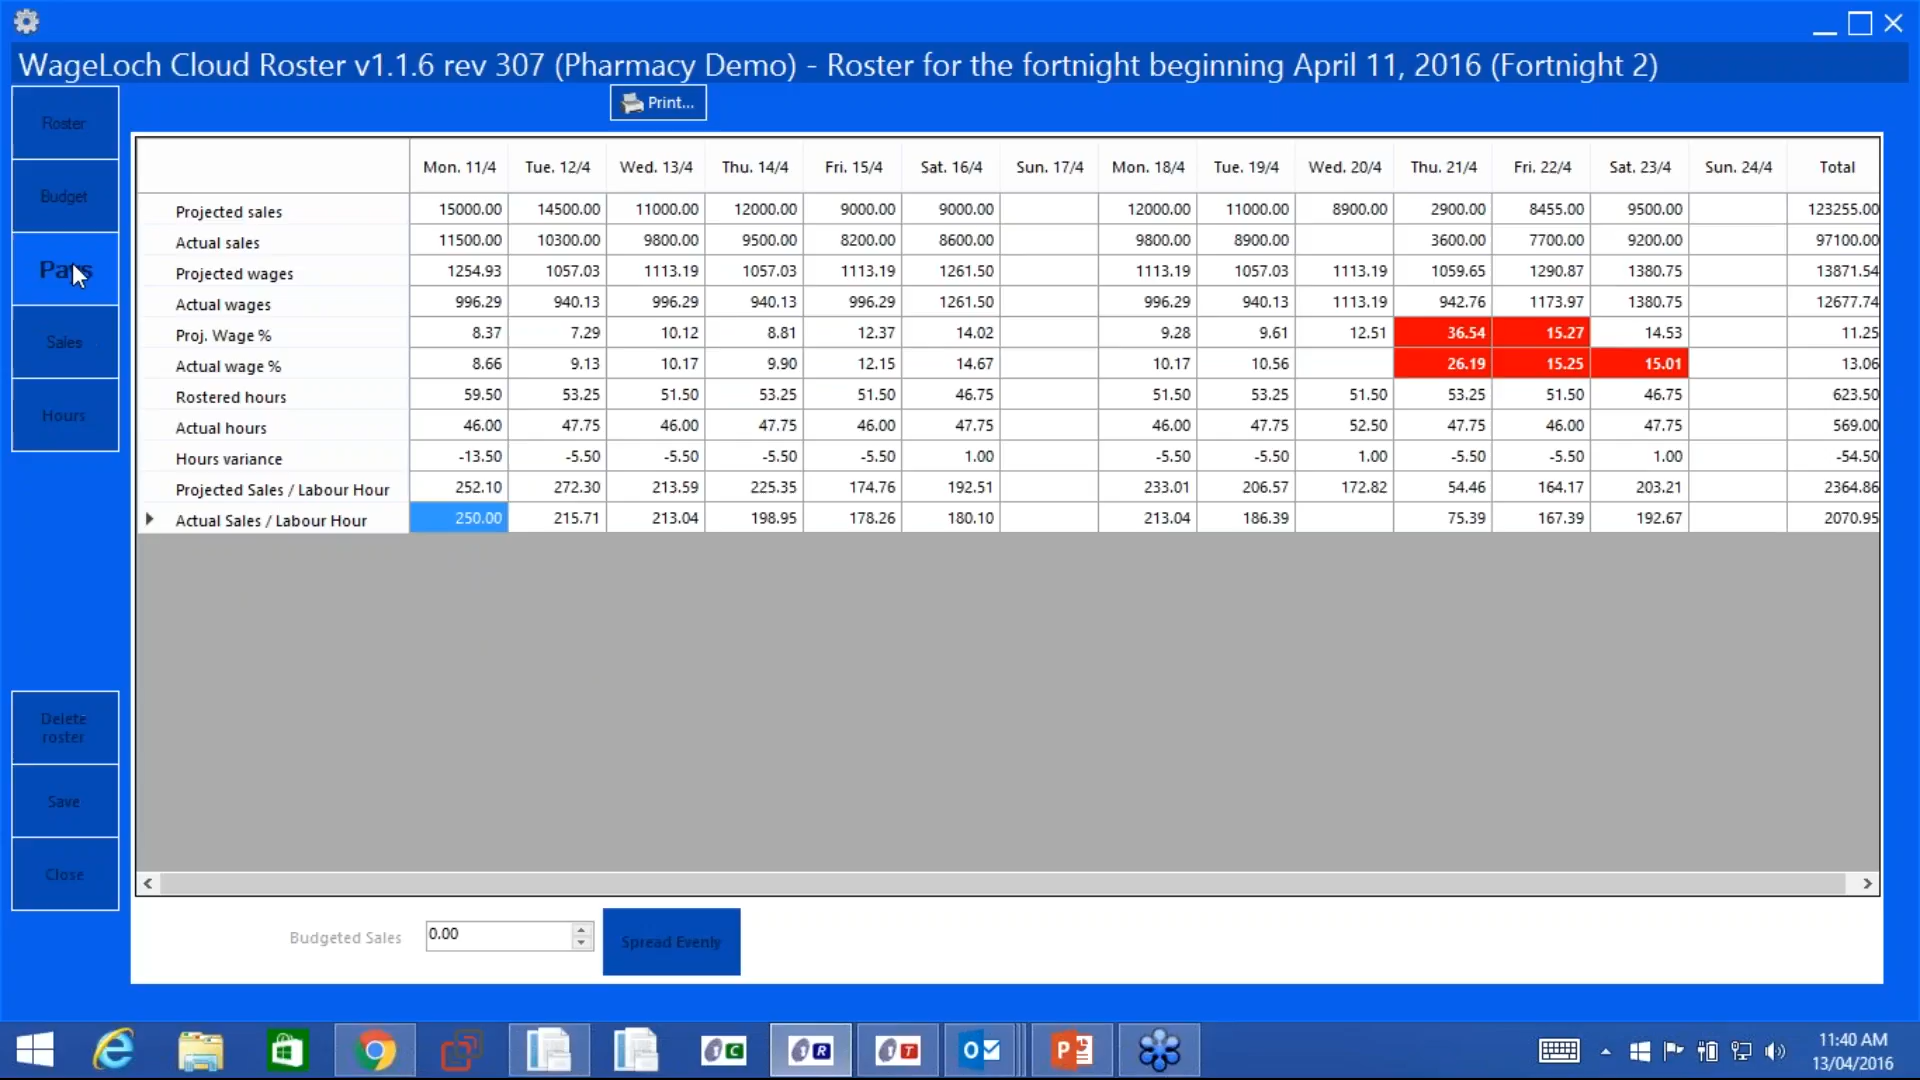 WageLoch Cloud Roster v1.1.6 rev 307 (Pharmacy Demo) - Roster for the fortnight beginning April 11, 2016 (Fortnight 2)
Roster
Print...
Mon. 11/4 Tue. 12/4 Wed. 13/4 Thu. 14/4 Fri. 15/4 Sat. 16/4 Sun. 17/4 Mon. 18/4 Tue. 19/4 Wed. 20/4 Thu. 21/4 Fri. 22/4 Sat. 23/4 Sun. 24/4 Total
Budget
Projected sales 15000.00 14500.00 11000.00 12000.00 9000.00 9000.00 12000.00 11000.00 8900.00 2900.00 8455.00 9500.00 123255.00
Actual sales 11500.00 10300.00 9800.00 9500.00 8200.00 8600.00 9800.00 8900.00 3600.00 7700.00 9200.00 97100.00
Pays
Projected wages 1254.93 1057.03 1113.19 1057.03 1113.19 1261.50 1113.19 1057.03 1113.19 1059.65 1290.87 1380.75 13871.54
Actual wages 996.29 940.13 996.29 940.13 996.29 1261.50 996.29 940.13 1113.19 942.76 1173.97 1380.75 12677.74
Sales
Proj. Wage % 8.37 7.29 10.12 8.81 12.37 14.02 9.28 9.61 12.51 36.54 15.27 14.53 11.25
Actual wage % 8.66 9.13 10.17 9.90 12.15 14.67 10.17 10.56 26.19 15.25 15.01 13.06
Rostered hours 59.50 53.25 51.50 53.25 51.50 46.75 51.50 53.25 51.50 53.25 51.50 46.75 623.50
Hours
Actual hours 46.00 47.75 46.00 47.75 46.00 47.75 46.00 47.75 52.50 47.75 46.00 47.75 569.00
Hours variance -13.50 -5.50 -5.50 -5.50 -5.50 1.00 -5.50 -5.50 1.00 -5.50 -5.50 1.00 -54.50
Projected Sales / Labour Hour 252.10 272.30 213.59 225.35 174.76 192.51 233.01 206.57 172.82 54.46 164.17 203.21 2364.86
Actual Sales / Labour Hour 250.00 215.71 213.04 198.95 178.26 180.10 213.04 186.39 75.39 167.39 192.67 2070.95
Delete
roster
Save
Close
Budgeted Sales 0.00 Spread Evenly
C R T O P
11:40 AM
13/04/2016